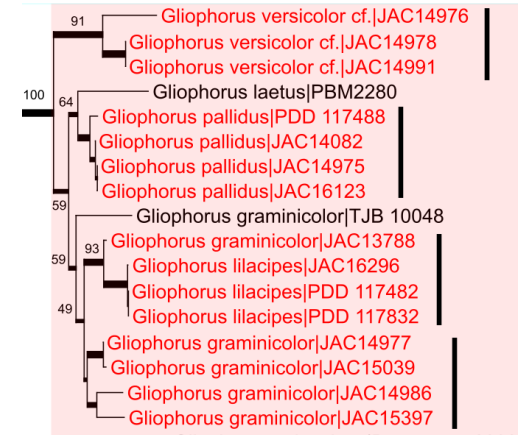 91
Gliophorus versicolor cf.|JAC14976
Gliophorus versicolor cf.|JAC14978
Gliophorus versicolor cf.|JAC14991
100
64
Gliophorus laetus|PBM2280
Gliophorus pallidus|PDD 117488
Gliophorus pallidus|JAC14082
Gliophorus pallidus|JAC14975
Gliophorus pallidus|JAC16123
59
Gliophorus graminicolor|TJB 10048
59
93
Gliophorus graminicolor|JAC13788
Gliophorus lilacipes|JAC16296
Gliophorus lilacipes|PDD 117482
Gliophorus lilacipes|PDD 117832
49
Gliophorus graminicolor|JAC14977
Gliophorus graminicolor|JAC15039
Gliophorus graminicolor|JAC14986
Gliophorus graminicolor|JAC15397